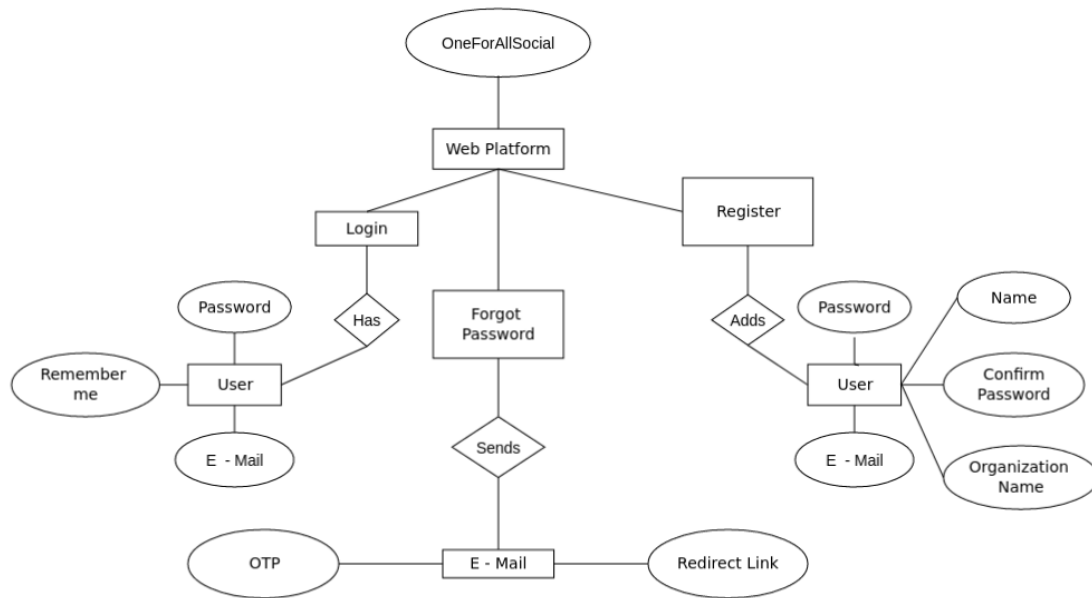 OneForAllSocial
Web Platform
Register
Login
Name
Password
Password
Has
Forgot
Password
Adds
Remember
me
User
User
Confirm
Password
E - Mail
Sends
E - Mail
Organization
Name
OTP
E - Mail
Redirect Link